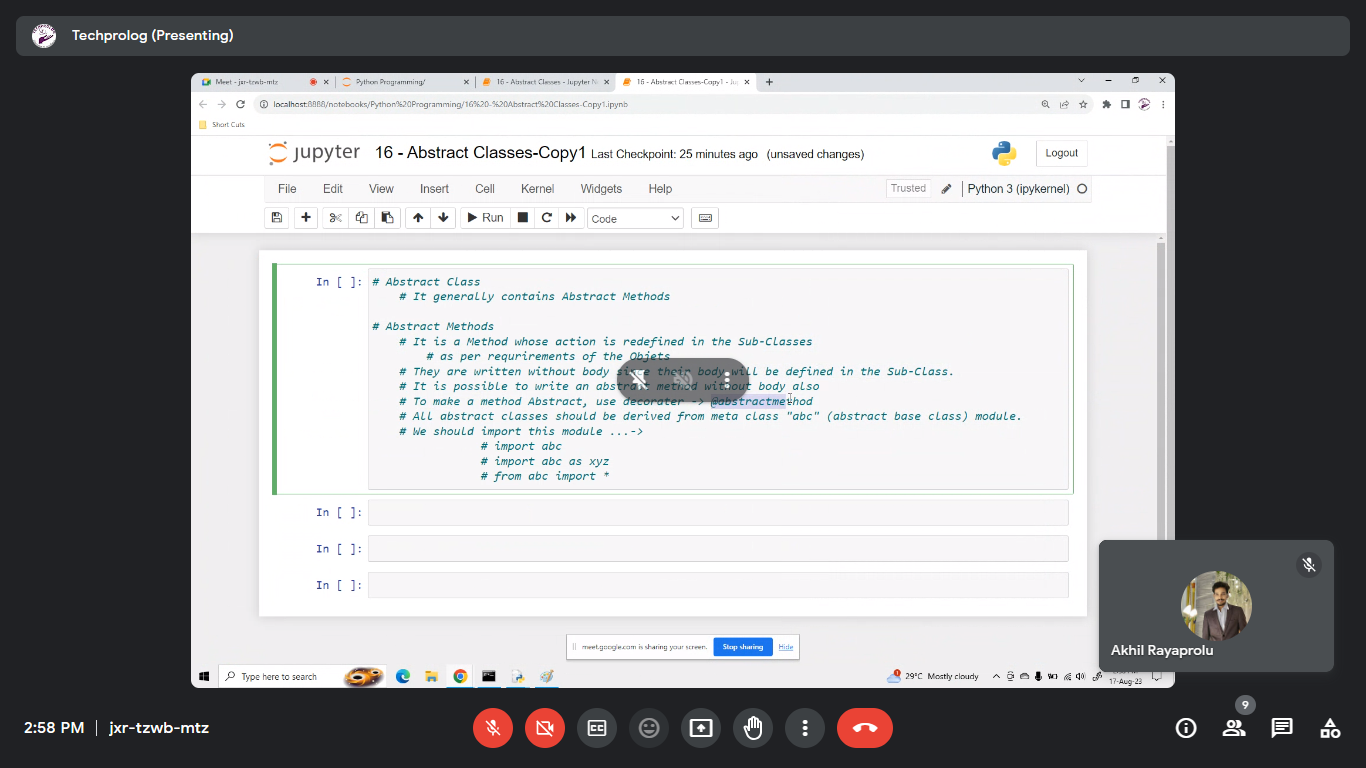 Techprolog (Presenting)
Meet - jxr-tzwb-mtz
Python Programming/
16 - Abstract Classes - Jupyter N
16 - Abstract Classes-Copy1 - Ju
localhost:8888/notebooks/Python%20Programming/16%20-%20Abstract%20Classes-Copy1.ipynb
Short Cuts
jupyter 16 - Abstract Classes-Copy1 Last Checkpoint: 25 minutes ago (unsaved changes)
Logout
File Edit View Insert Cell Kernel Widgets Help
Trusted
Python 3 (ipykernel)
Run
Code
In [ ]:
# Abstract Class
# It generally contains Abstract Methods
# Abstract Methods
# It is a Method whose action is redefined in the Sub-Classes
# as per requrirements of the Objets
# They are written without body since their body will be defined in the Sub-Class.
# It is possible to write an abstract method without body also
# To make a method Abstract, use decorater -> @abstractmethod
# All abstract classes should be derived from meta class "abc" (abstract base class) module.
# We should import this module ...->
# import abc
# import abc as xyz
# from abc import *
In [ ]:
In [ ]:
In [ ]:
meet.google.com is sharing your screen.
Stop sharing
Hide
Akhil Rayaprolu
Type here to search
29°C Mostly cloudy
17-Aug-23
2:58 PM
jxr-tzwb-mtz
CC
9